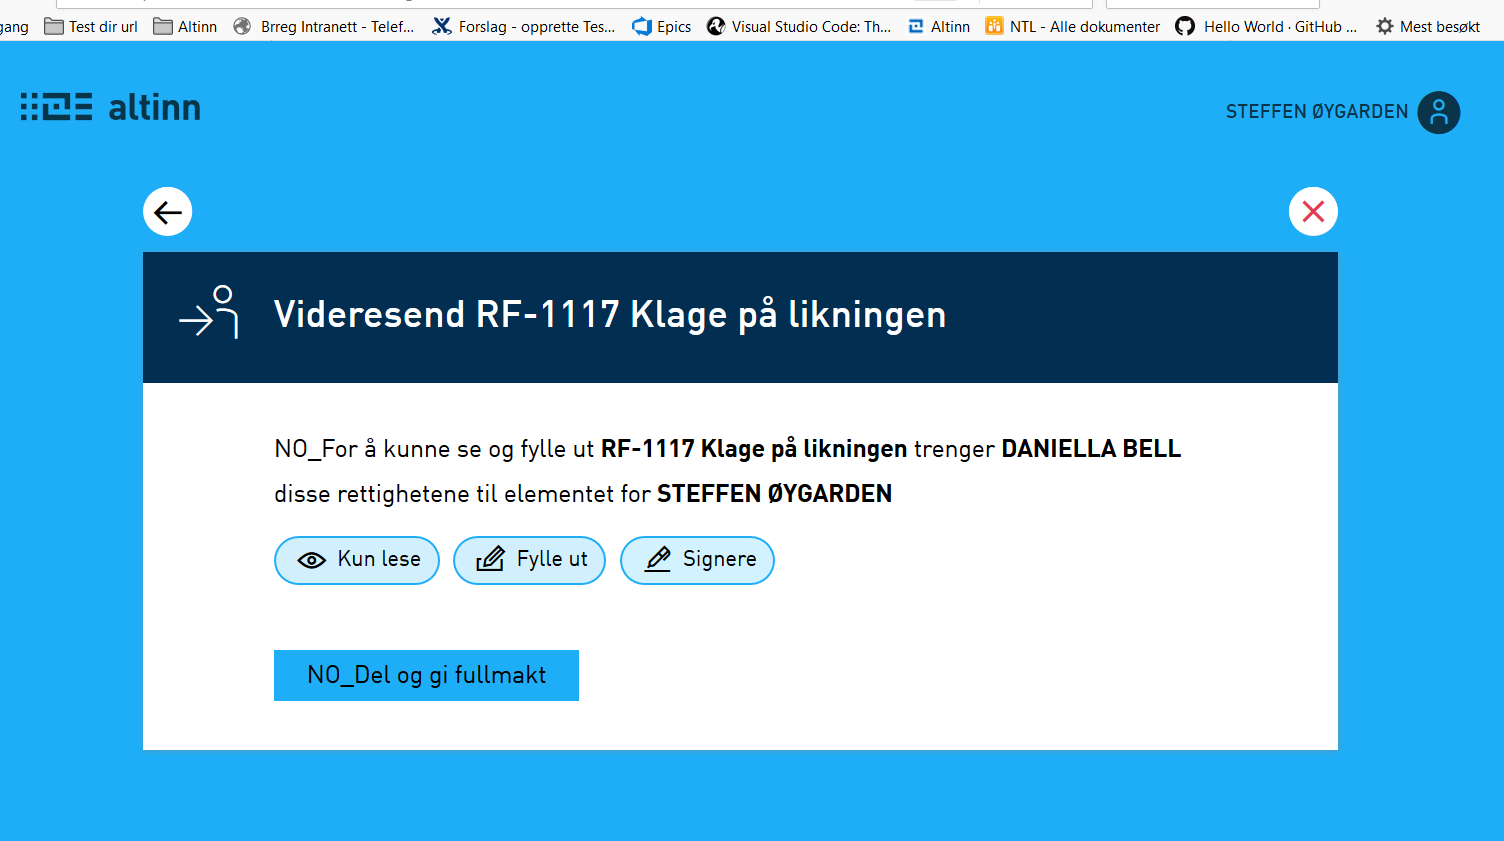 gang Test dir url Altinn Brreg Intranett - Telef... Forslag - opprette Tes... Epics Visual Studio Code: Th... Altinn NTL - Alle dokumenter Hello World · GitHub ... Mest besøkt
altinn
STEFFEN ØYGARDEN
Videresend RF-1117 Klage på likningen
NO_For å kunne se og fylle ut RF-1117 Klage på likningen trenger DANIELLA BELL
disse rettighetene til elementet for STEFFEN ØYGARDEN
Kun lese Fylle ut Signere
NO_Del og gi fullmakt